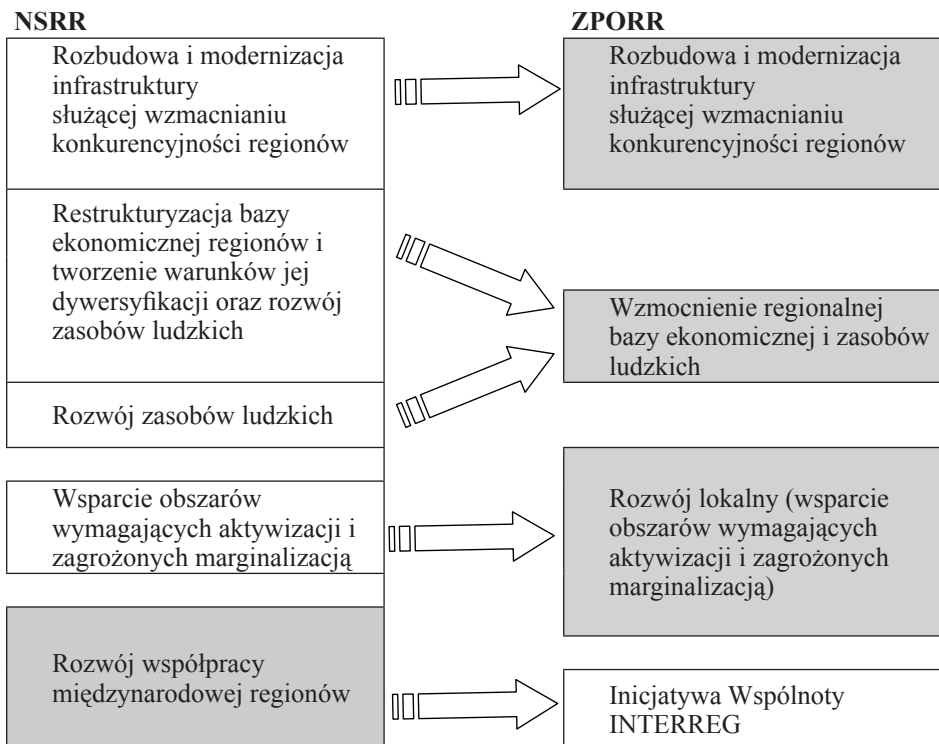 NSRR
Rozbudowa i modernizacja
infrastruktury
służącej wzmacnianiu
konkurencyjności regionów
Restrukturyzacja bazy
ekonomicznej regionów i
tworzenie warunków jej
dywersyfikacji oraz rozwój
zasobów ludzkich
Rozwój zasobów ludzkich
Wsparcie obszarów
wymagających aktywizacji i
zagrożonych marginalizacją
Rozwój współpracy
międzynarodowej regionów
ZPORR
Rozbudowa i modernizacja
infrastruktury
służącej wzmacnianiu
konkurencyjności regionów
Wzmocnienie regionalnej
bazy ekonomicznej i zasobów
ludzkich
Rozwój lokalny (wsparcie
obszarów wymagających
aktywizacji i zagrożonych
marginalizacją)
Inicjatywa Wspólnoty
INTERREG